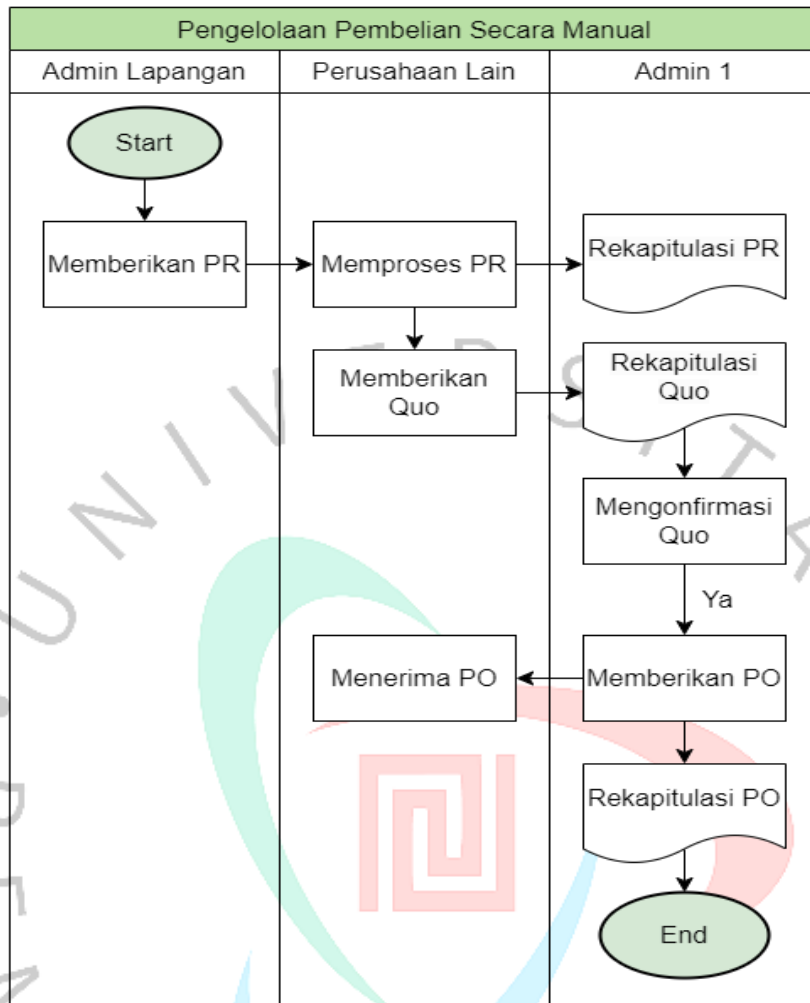 Pengelolaan Pembelian Secara Manual
Admin Lapangan
Perusahaan Lain
Admin 1
Start
Memberikan PR
Memproses PR
Rekapitulasi PR
Memberikan
Quo
Rekapitulasi
Quo
Mengonfirmasi
Quo
Ya
Menerima PO
Memberikan PO
Rekapitulasi PO
End